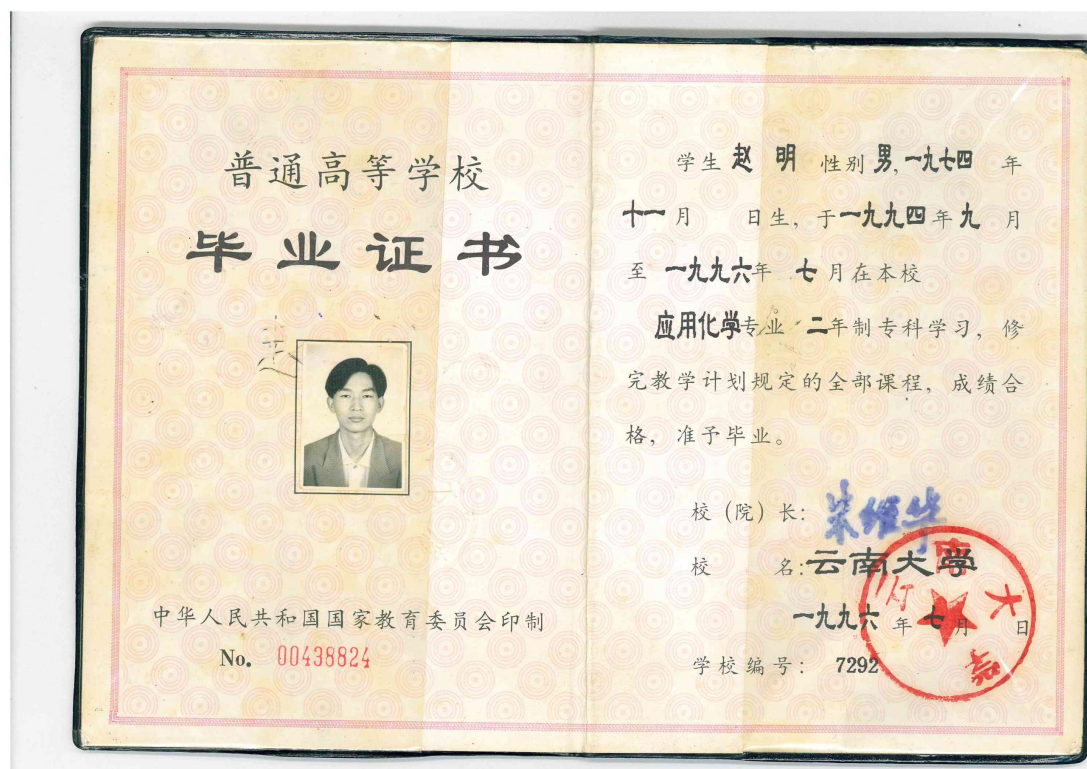 普通高等学校
毕业证书
中华人民共和国国家教育委员会印制
No. 00438824
学生 赵 明 性别 男, 一九七四 年
十一 月 日生, 于 一九九四 年 九 月
至 一九九六 年 七 月在本校
应用化学 专业 二 年制专科学习, 修
完教学计划规定的全部课程, 成绩合
格, 准予毕业。
校(院)长: 朱维华
校 名: 云南大学
一九九六 年 七 月 日
学校编号: 7292